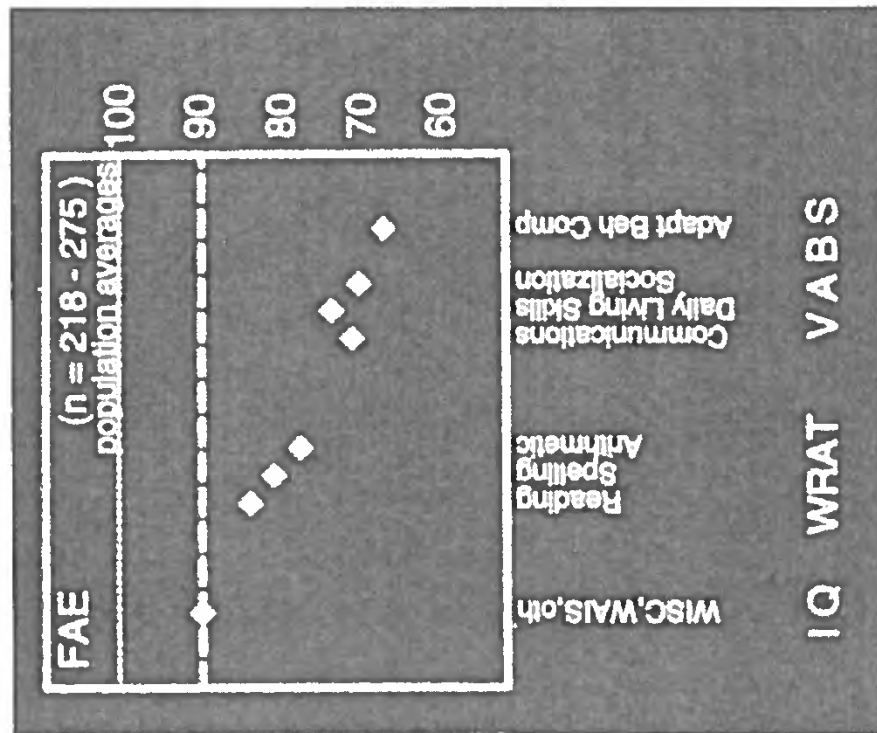 FAE
(n = 218 - 275)
population averages
100
90
80
70
60
WISC,WAIS,oth
Reading
Spelling
Arithmetic
Communications
Daily Living Skills
Socialization
Adapt Beh Comp
IQ
WRAT
VABS